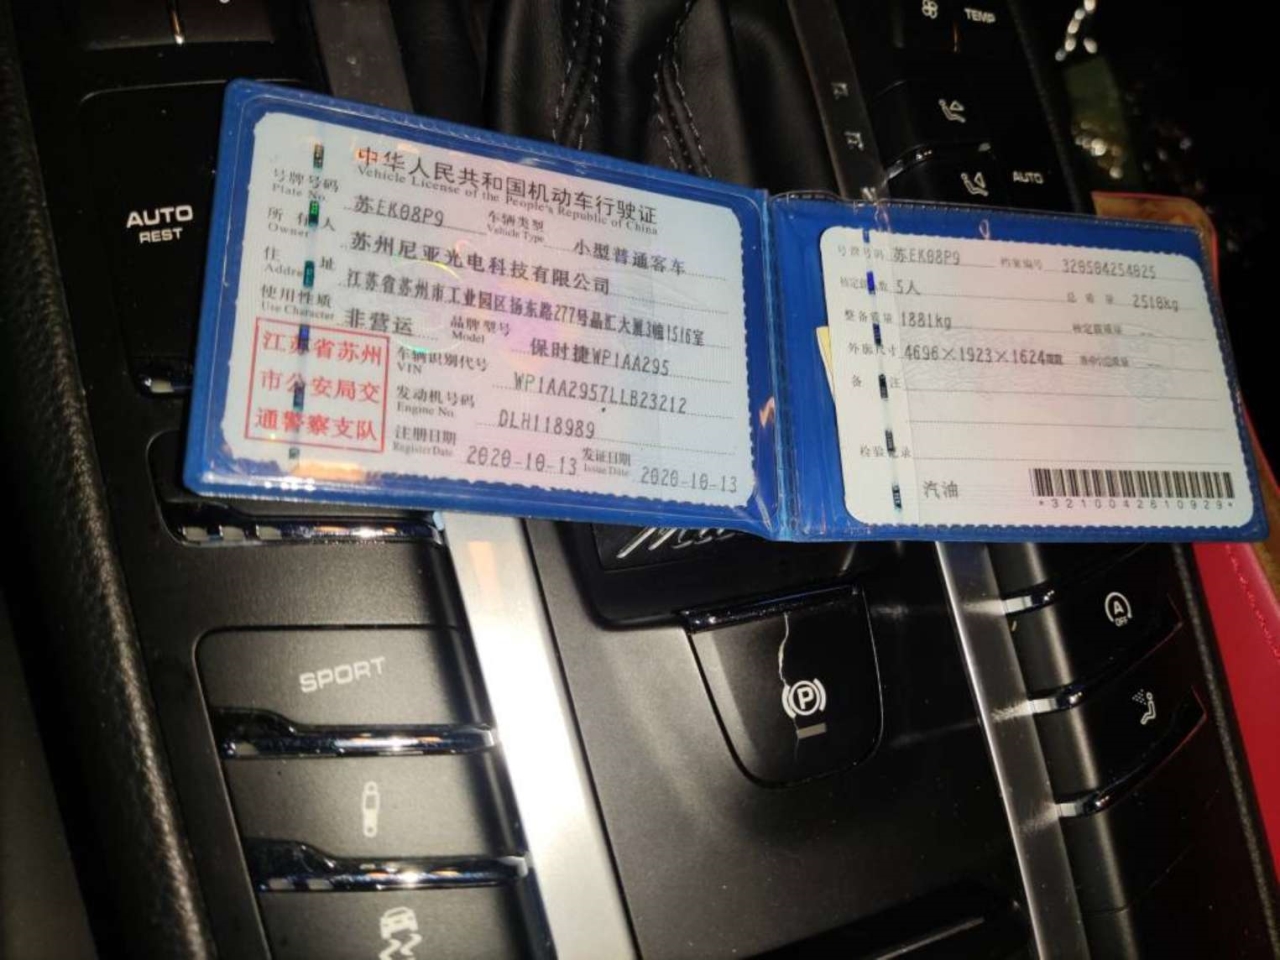 TEMP
AUTO
AUTO
REST
中华人民共和国机动车行驶证
Vehicle License of the People's Republic of China
号牌号码 苏EK08P9 车辆类型 小型普通客车
Plate No. Vehicle Type
所有人 苏州尼亚光电科技有限公司
Owner
住址 江苏省苏州市工业园区扬东路277号晶汇大厦3幢1516室
Address
使用性质 非营运 品牌型号 保时捷WP1AA295
Use Character Model
江苏省苏州
市公安局交
通警察支队
车辆识别代号 WP1AA2957LLB23212
VIN
发动机号码 DLH118989
Engine No.
注册日期 2020-10-13 发证日期 2020-10-13
Register Date Issue Date
号牌号码 苏EK08P9 档案编号 320504254825
核定载人数 5人 总质量 2518kg
整备质量 1881kg 核定载质量
外廓尺寸 4696×1923×1624mm
备注
检验记录
汽油
*3210042810929*
SPORT
P
A
OFF